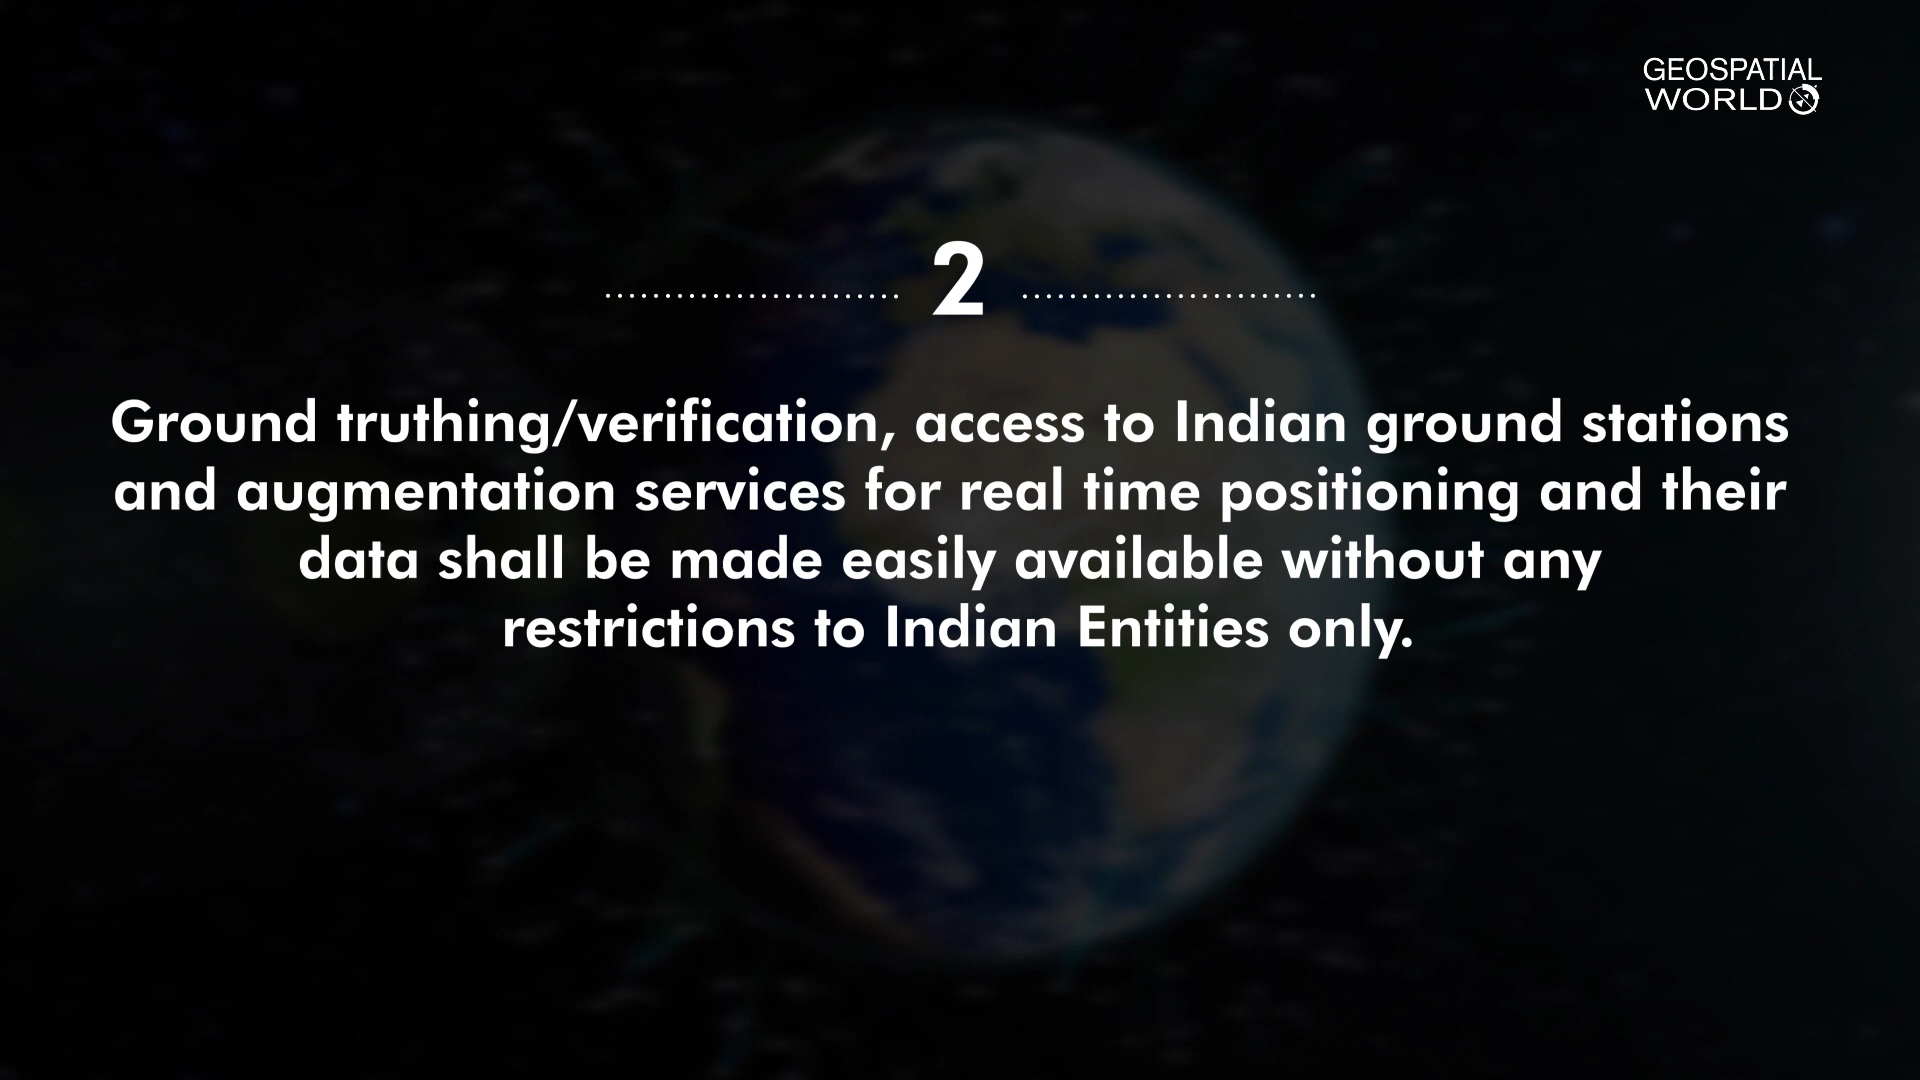 GEOSPATIAL
WORLD
2
Ground truthing/verification, access to Indian ground stations
and augmentation services for real time positioning and their
data shall be made easily available without any
restrictions to Indian Entities only.